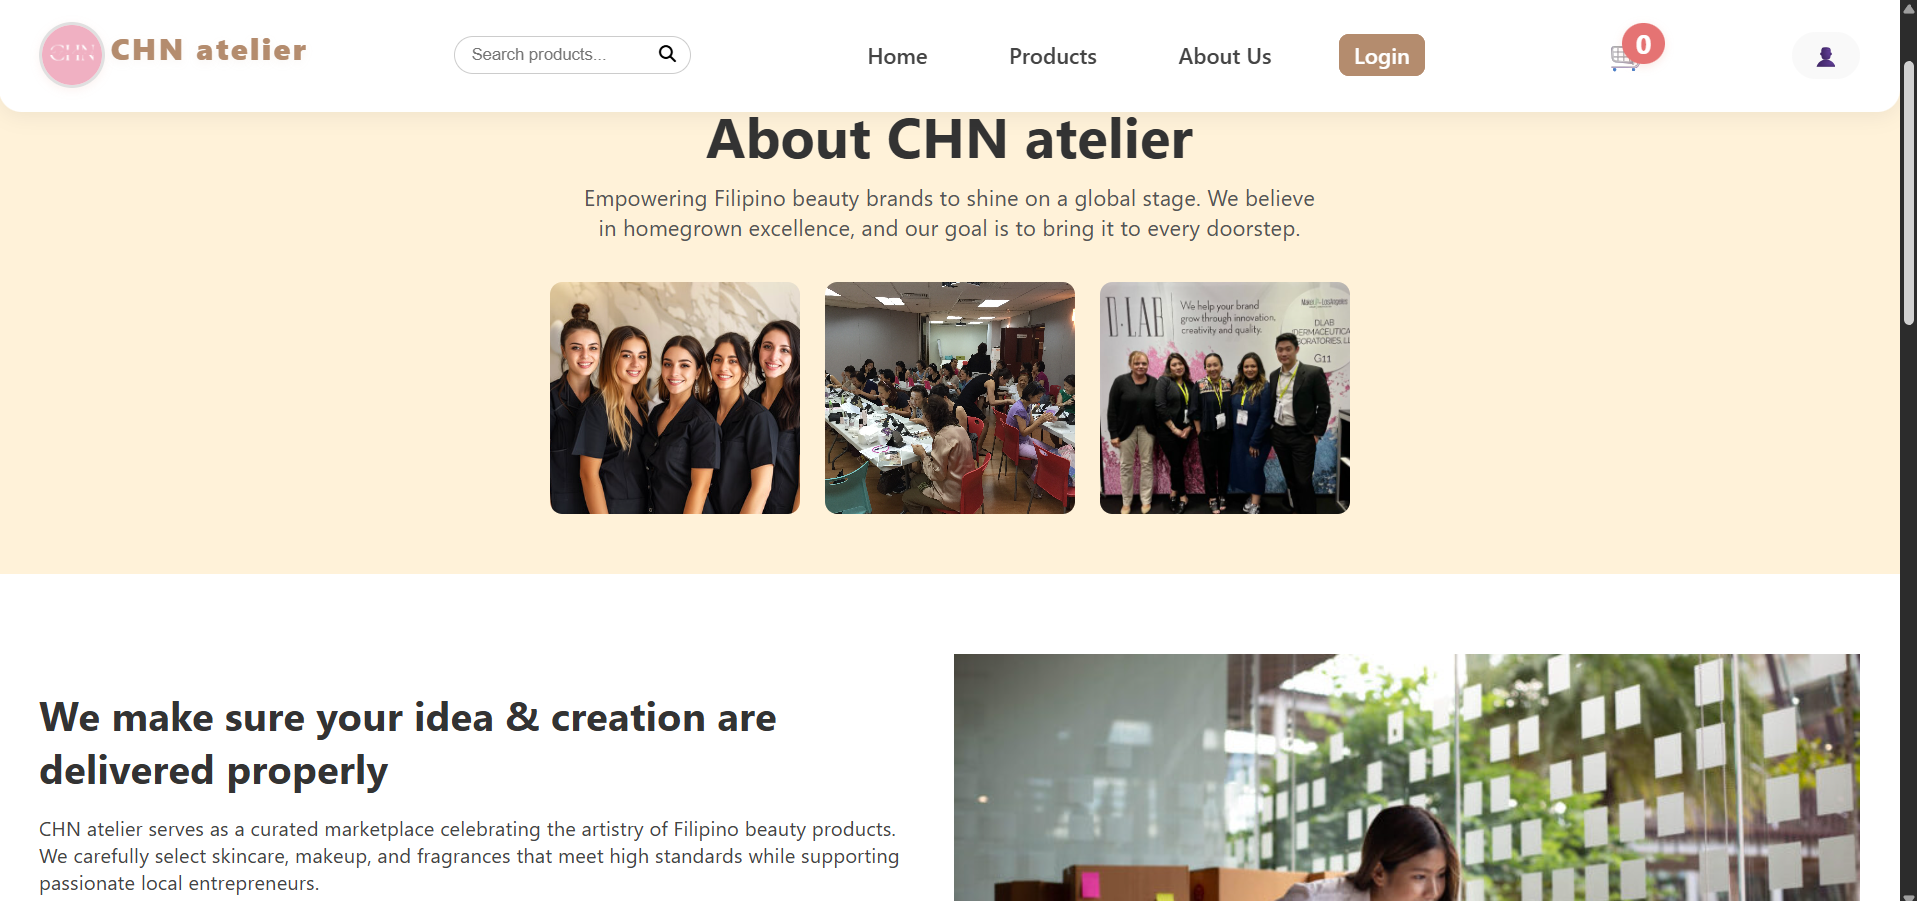 CHN
CHN atelier
Search products...
Home
Products
About Us
Login
0
About CHN atelier
Empowering Filipino beauty brands to shine on a global stage. We believe
in homegrown excellence, and our goal is to bring it to every doorstep.
D·LAB
We help your brand
grow through innovation,
creativity and quality.
DLAB
G11
We make sure your idea & creation are
delivered properly
CHN atelier serves as a curated marketplace celebrating the artistry of Filipino beauty products.
We carefully select skincare, makeup, and fragrances that meet high standards while supporting
passionate local entrepreneurs.